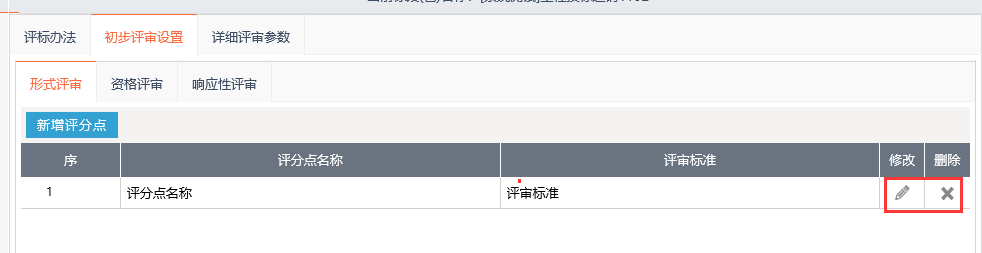 评标办法 初步评审设置 详细评审参数
形式评审 资格评审 响应性评审
新增评分点
序 评分点名称 评审标准 修改 删除
1 评分点名称 评审标准